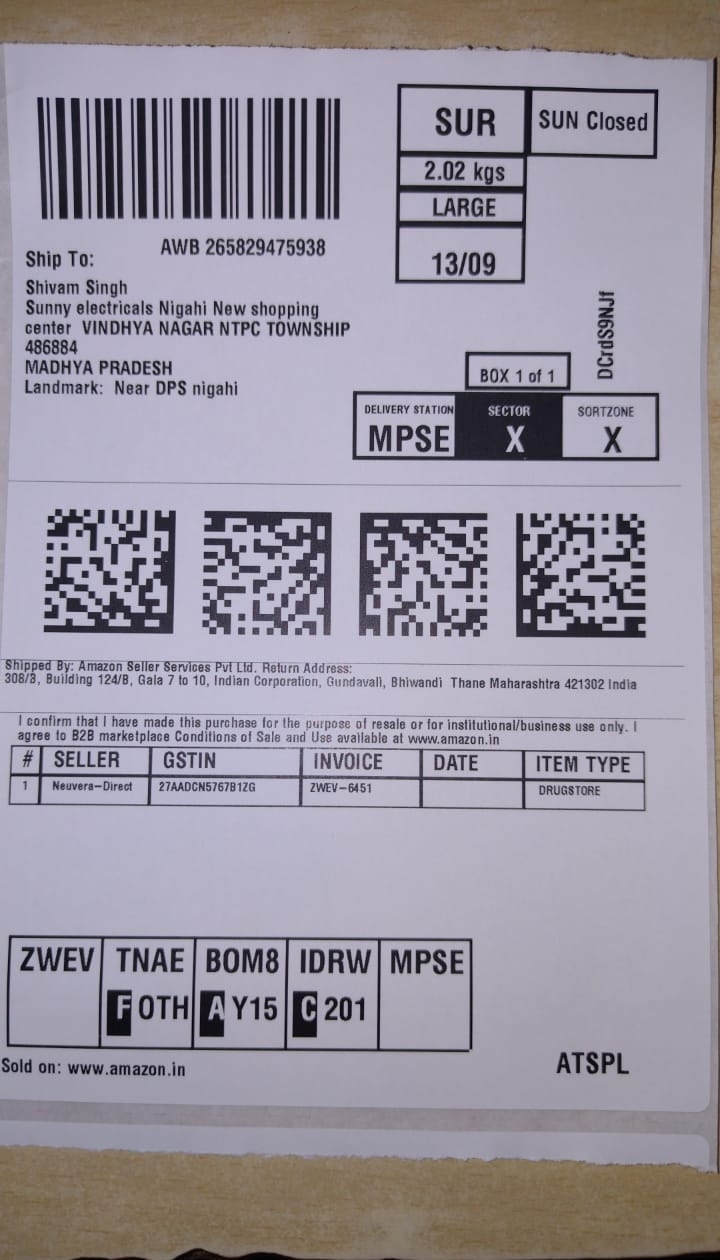 SUR
SUN Closed
2.02 kgs
LARGE
13/09
AWB 265829475938
Ship To:
Shivam Singh
Sunny electricals Nigahi New shopping
center VINDHYA NAGAR NTPC TOWNSHIP
486884
MADHYA PRADESH
Landmark: Near DPS nigahi
DCrdS9NJf
BOX 1 of 1
DELIVERY STATION SECTOR SORTZONE
MPSE X X
Shipped By: Amazon Seller Services Pvt Ltd. Return Address:
308/3, Building 124/B, Gala 7 to 10, Indian Corporation, Gundavali, Bhiwandi Thane Maharashtra 421302 India
I confirm that I have made this purchase for the purpose of resale or for institutional/business use only. I
agree to B2B marketplace Conditions of Sale and Use available at www.amazon.in
# SELLER GSTIN INVOICE DATE ITEM TYPE
1 Neuvera-Direct 27AADCN5767B1ZG ZWEV-6451 DRUGSTORE
ZWEV TNAE BOM8 IDRW MPSE
F OTH A Y15 C 201
Sold on: www.amazon.in
ATSPL